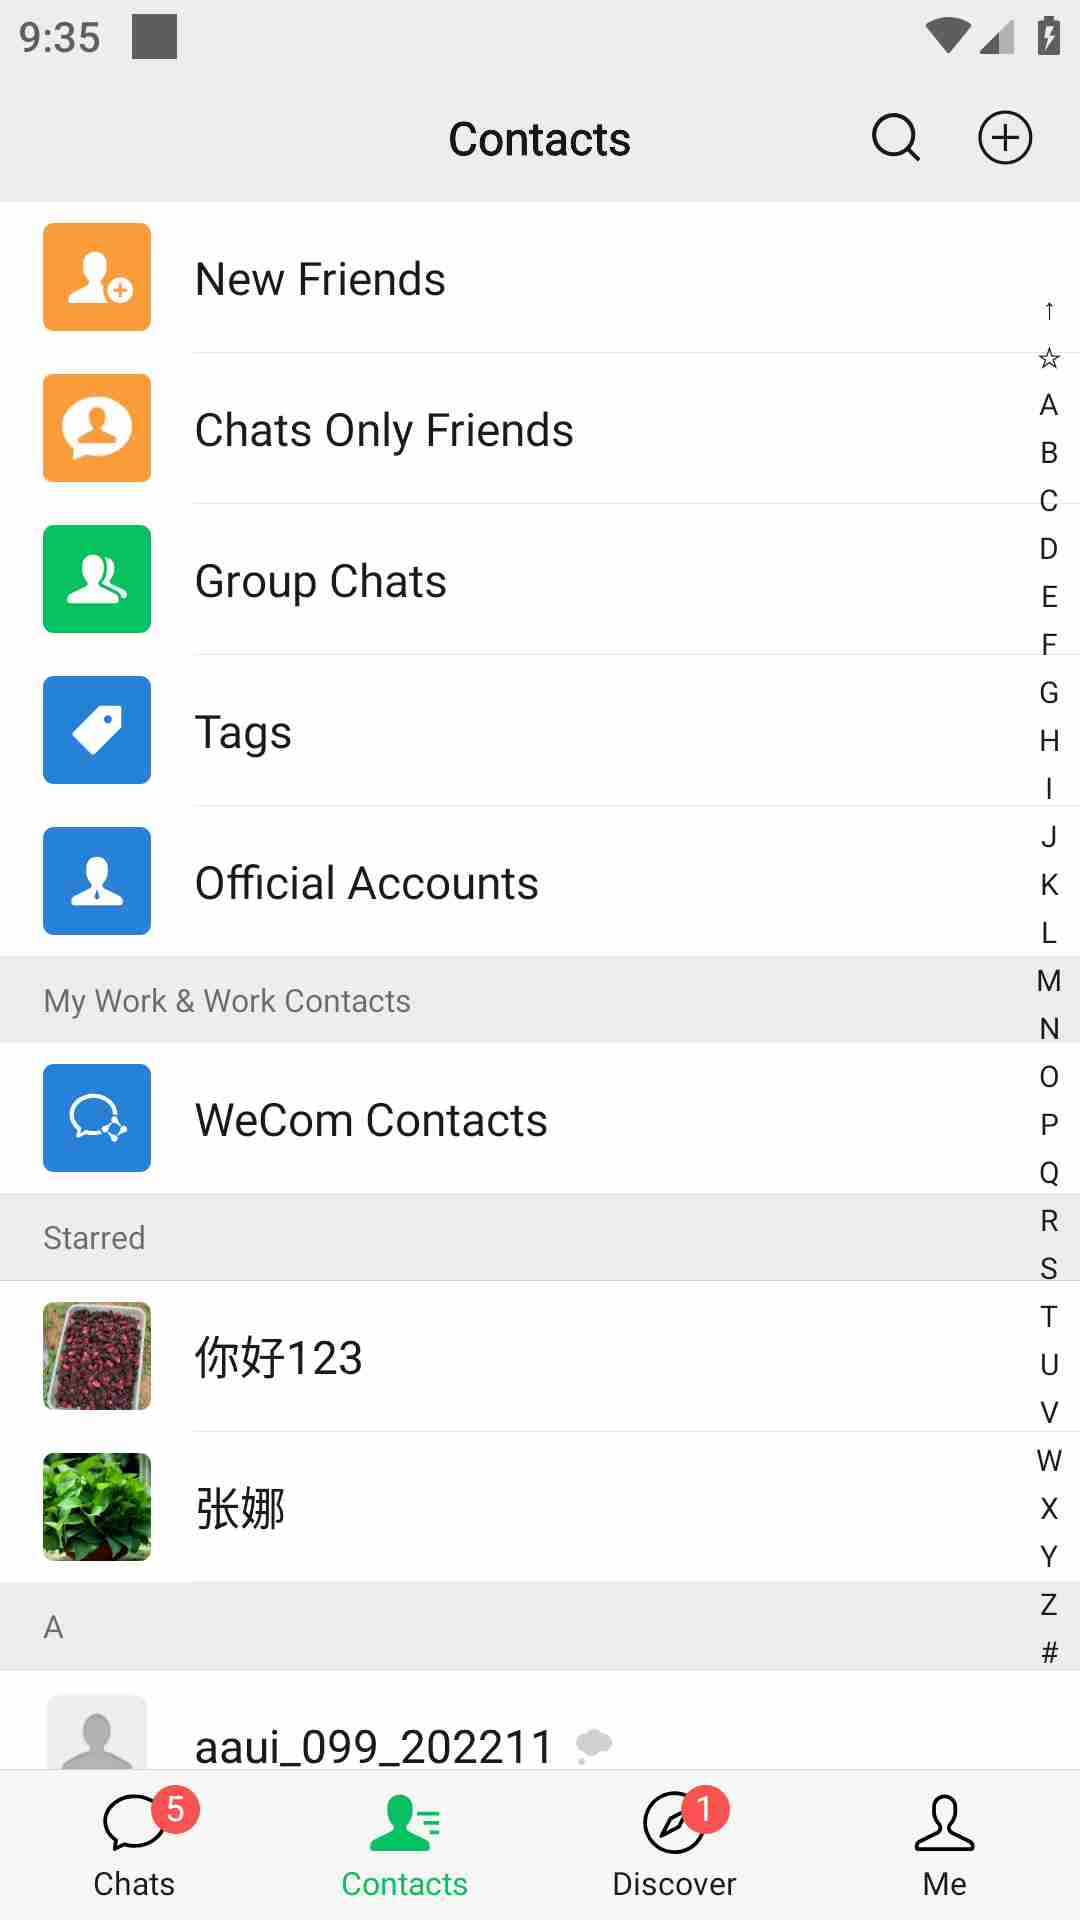 9:35
Contacts
New Friends
Chats Only Friends
Group Chats
Tags
Official Accounts
My Work & Work Contacts
WeCom Contacts
Starred
你好123
张娜
A
aaui_099_202211
↑
☆
A
B
C
D
E
F
G
H
I
J
K
L
M
N
O
P
Q
R
S
T
U
V
W
X
Y
Z
#
5
1
Chats
Contacts
Discover
Me